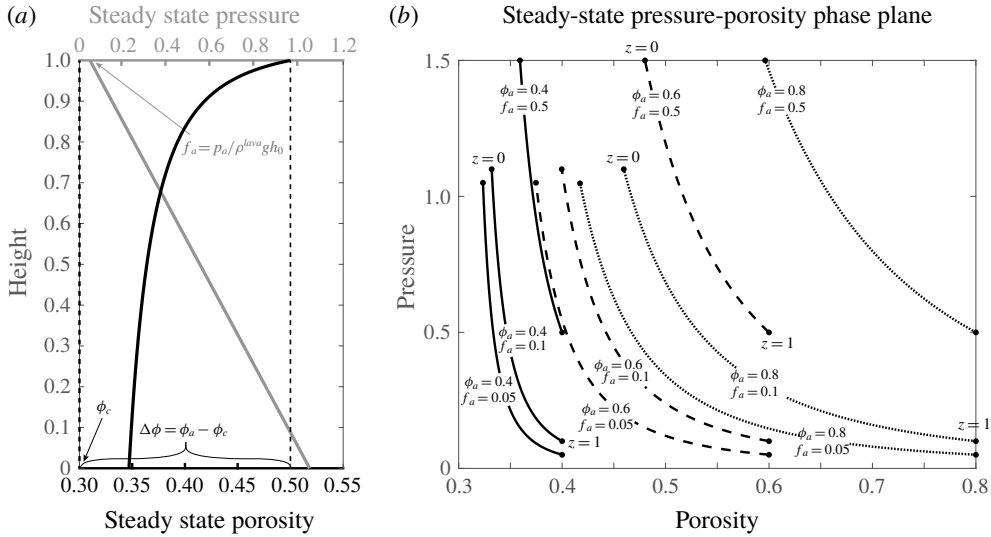 (a)
Steady state pressure
0 0.2 0.4 0.6 0.8 1.0 1.2
1.0
0.9
0.8
0.7
0.6
0.5
0.4
0.3
0.2
0.1
0
Height
f_a = p_a/ρ^lava gh_0
ϕ_c
Δϕ = ϕ_a − ϕ_c
0.30 0.35 0.40 0.45 0.50 0.55
Steady state porosity
(b)
Steady-state pressure-porosity phase plane
1.5
1.0
0.5
0
Pressure
z = 0
ϕ_a = 0.4
f_a = 0.5
ϕ_a = 0.6
f_a = 0.5
ϕ_a = 0.8
f_a = 0.5
z = 0
z = 0
z = 1
ϕ_a = 0.4
f_a = 0.1
ϕ_a = 0.4
f_a = 0.05
ϕ_a = 0.6
f_a = 0.1
ϕ_a = 0.8
f_a = 0.1
ϕ_a = 0.6
f_a = 0.05
z = 1
ϕ_a = 0.8
f_a = 0.05
z = 1
0.3 0.4 0.5 0.6 0.7 0.8
Porosity